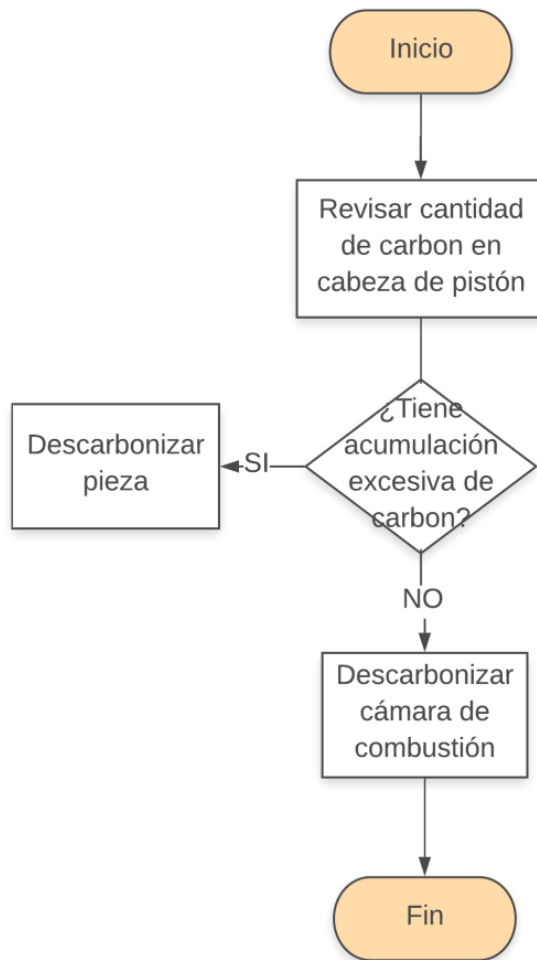 Inicio
Revisar cantidad
de carbon en
cabeza de pistón
¿Tiene
acumulación
excesiva de
carbon?
SI
Descarbonizar
pieza
NO
Descarbonizar
cámara de
combustión
Fin